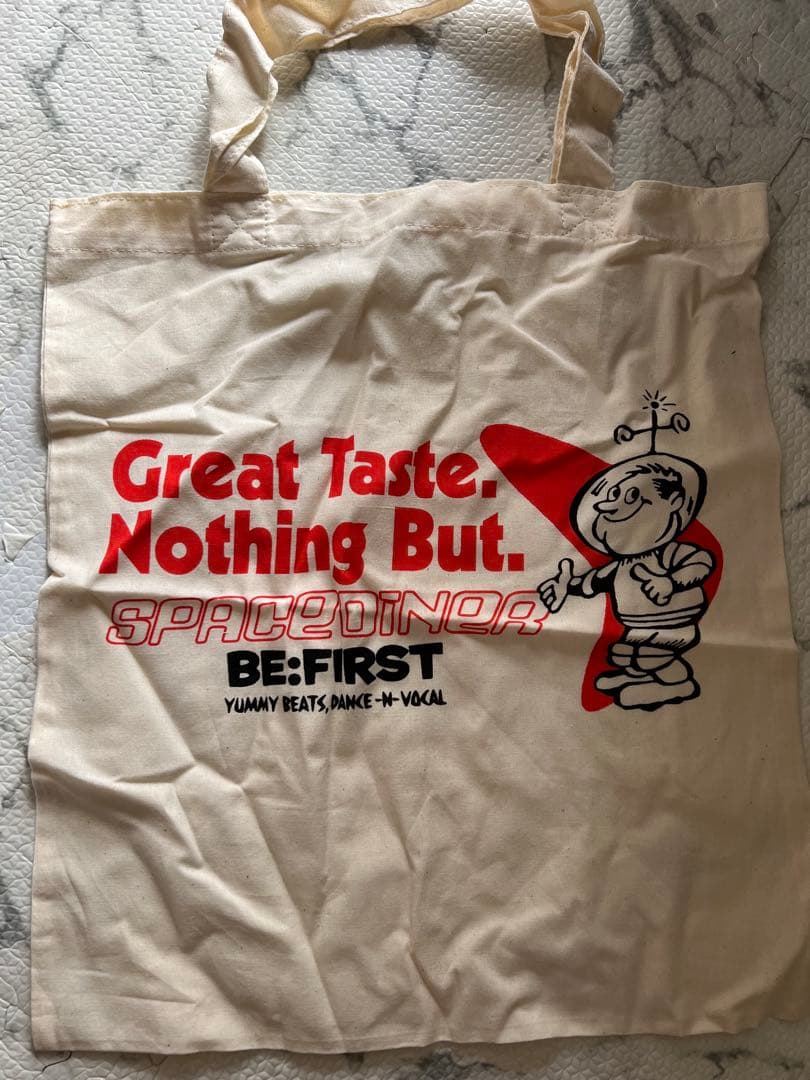 Great Taste.
Nothing But.
SPACEDINER
BE:FIRST
YUMMY BEATS, DANCE-N-VOCAL